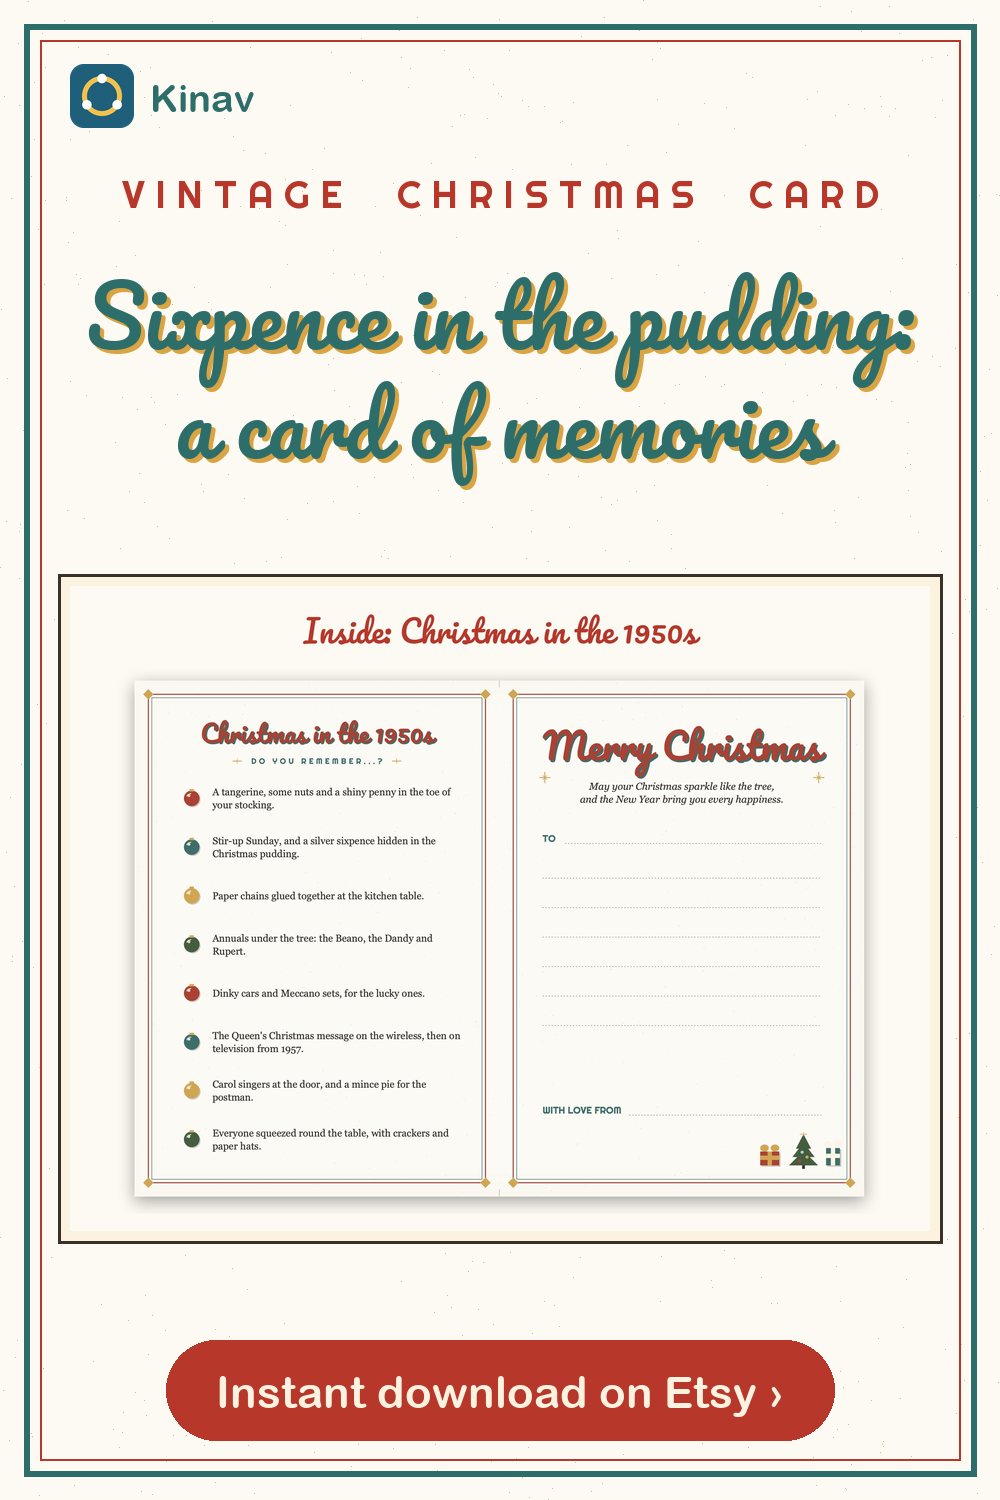 Kinav
VINTAGE CHRISTMAS CARD
Sixpence in the pudding:
a card of memories
Inside: Christmas in the 1950s
Christmas in the 1950s
DO YOU REMEMBER...?
A tangerine, some nuts and a shiny penny in the toe of
your stocking.
Stir-up Sunday, and a silver sixpence hidden in the
Christmas pudding.
Paper chains glued together at the kitchen table.
Annuals under the tree: the Beano, the Dandy and
Rupert.
Dinky cars and Meccano sets, for the lucky ones.
The Queen's Christmas message on the wireless, then on
television from 1957.
Carol singers at the door, and a mince pie for the
postman.
Everyone squeezed round the table, with crackers and
paper hats.
Merry Christmas
May your Christmas sparkle like the tree,
and the New Year bring you every happiness.
TO
WITH LOVE FROM
Instant download on Etsy ›